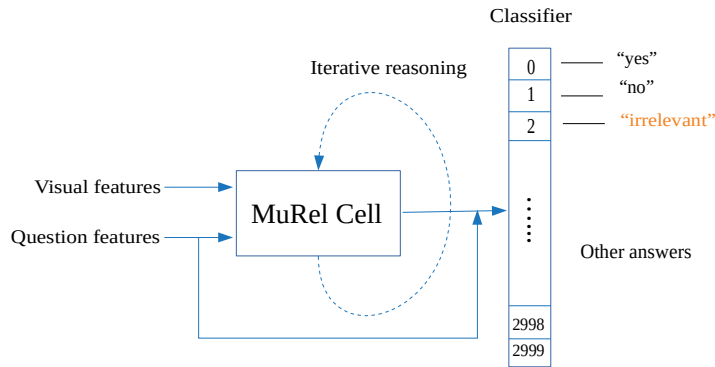 Classifier
Iterative reasoning
0
“yes”
1
“no”
2
“irrelevant”
Visual features
MuRel Cell
Question features
Other answers
2998
2999